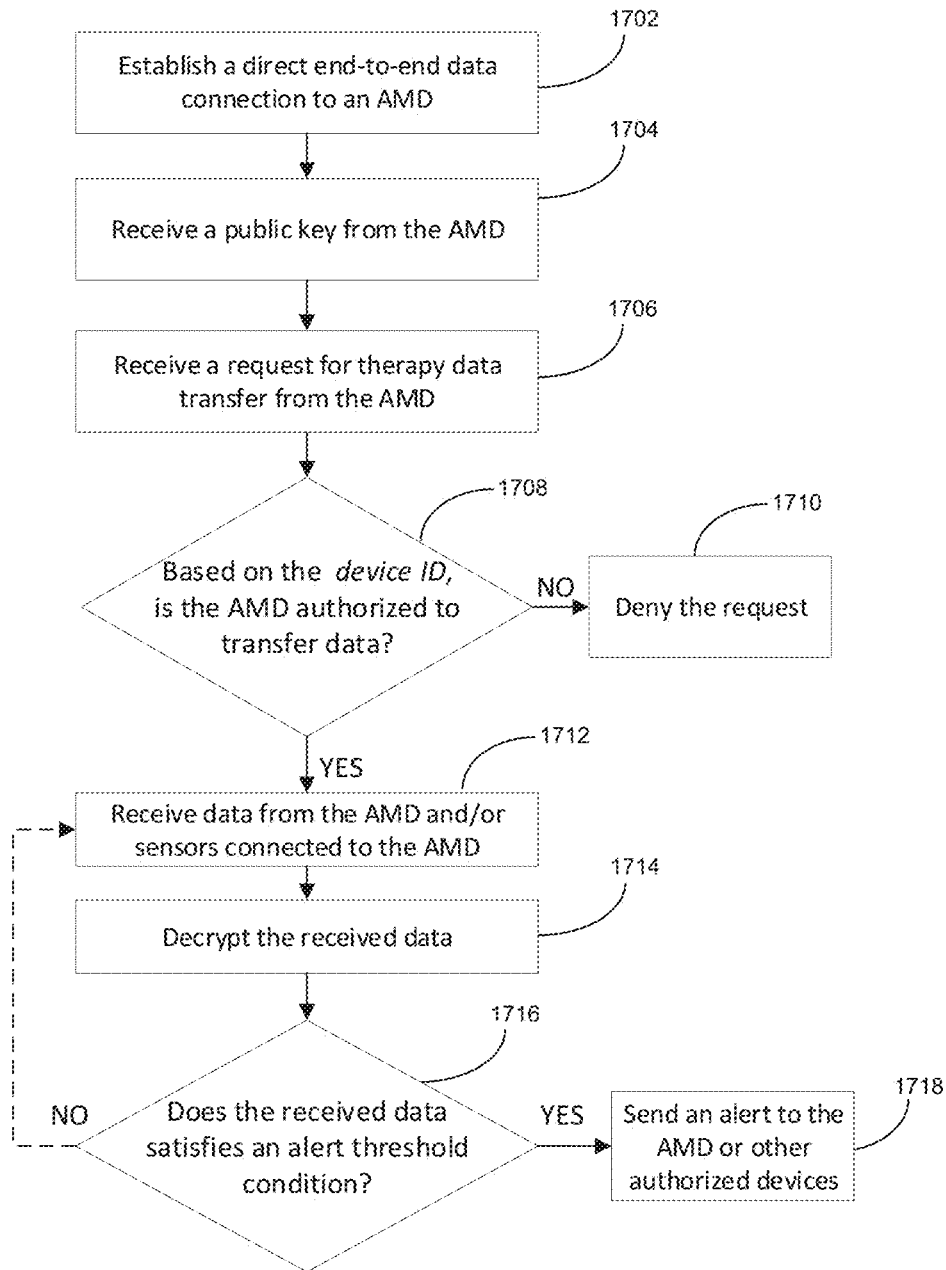 1702
Establish a direct end-to-end data
connection to an AMD
1704
Receive a public key from the AMD
1706
Receive a request for therapy data
transfer from the AMD
1708
Based on the device ID,
is the AMD authorized to
transfer data?
NO
1710
Deny the request
YES
1712
Receive data from the AMD and/or
sensors connected to the AMD
1714
Decrypt the received data
1716
Does the received data
satisfies an alert threshold
condition?
NO
YES
1718
Send an alert to the
AMD or other
authorized devices